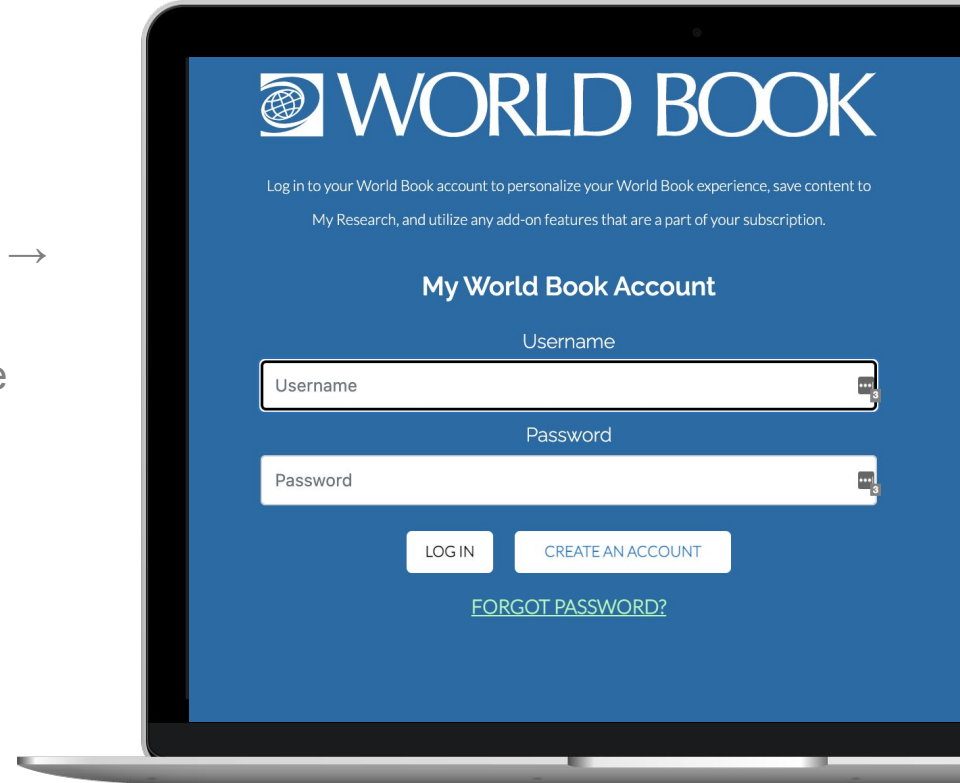 →
e
WORLD BOOK
Log in to your World Book account to personalize your World Book experience, save content to
My Research, and utilize any add-on features that are a part of your subscription.
My World Book Account
Username
Username
3
Password
Password
3
LOG IN
CREATE AN ACCOUNT
FORGOT PASSWORD?